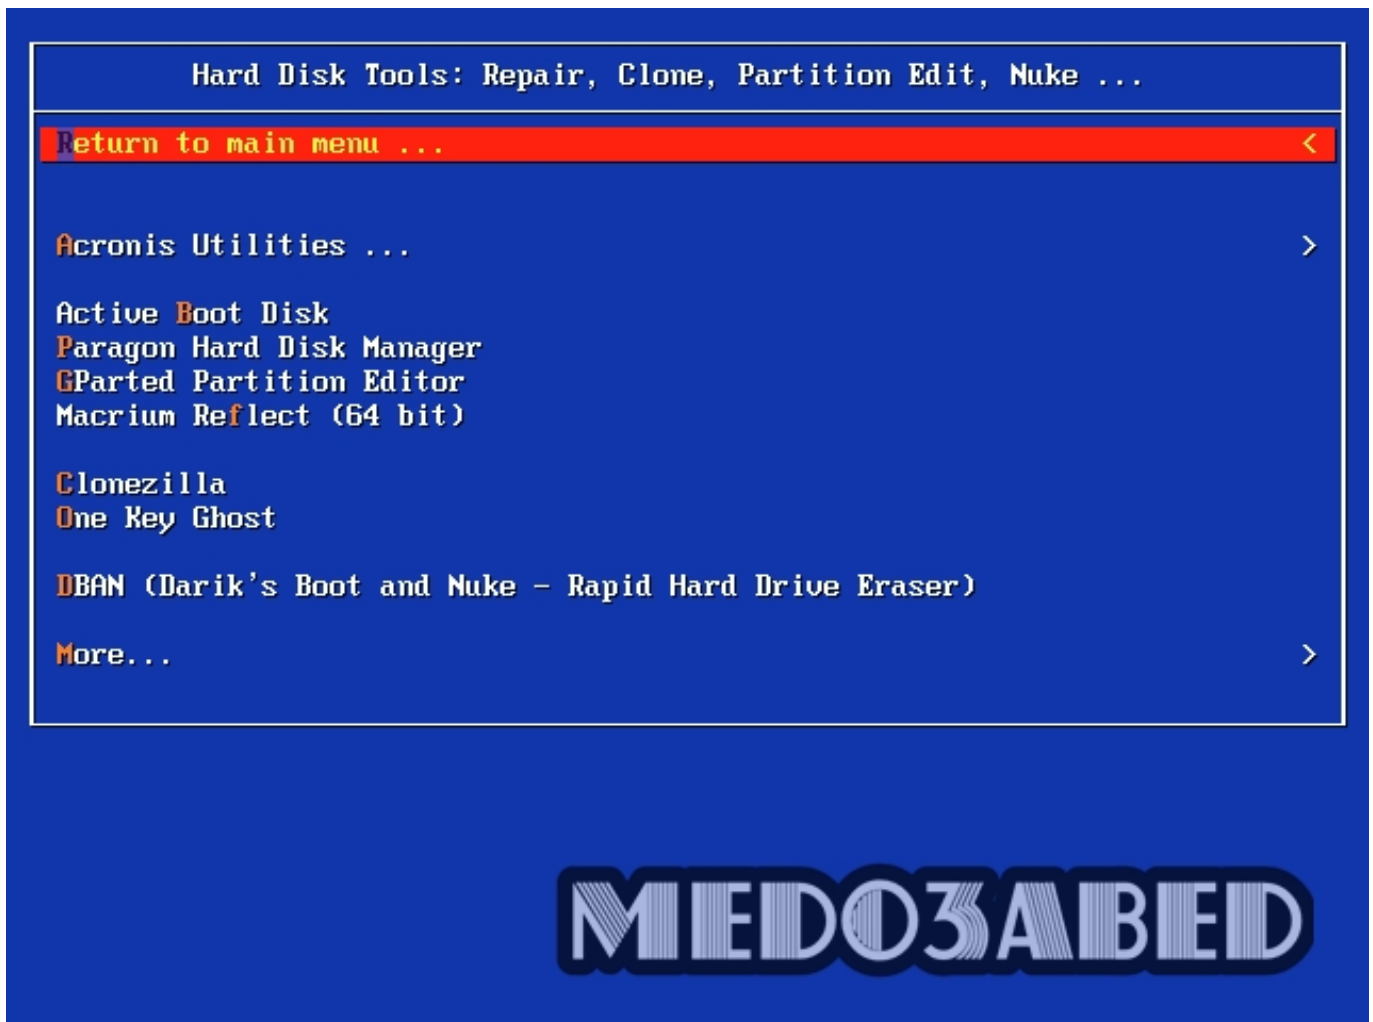 Hard Disk Tools: Repair, Clone, Partition Edit, Nuke ...
Return to main menu ... <
Acronis Utilities ... >
Active Boot Disk
Paragon Hard Disk Manager
GParted Partition Editor
Macrium Reflect (64 bit)
Clonezilla
One Key Ghost
DBAN (Darik's Boot and Nuke - Rapid Hard Drive Eraser)
More... >
MEDO3ABED